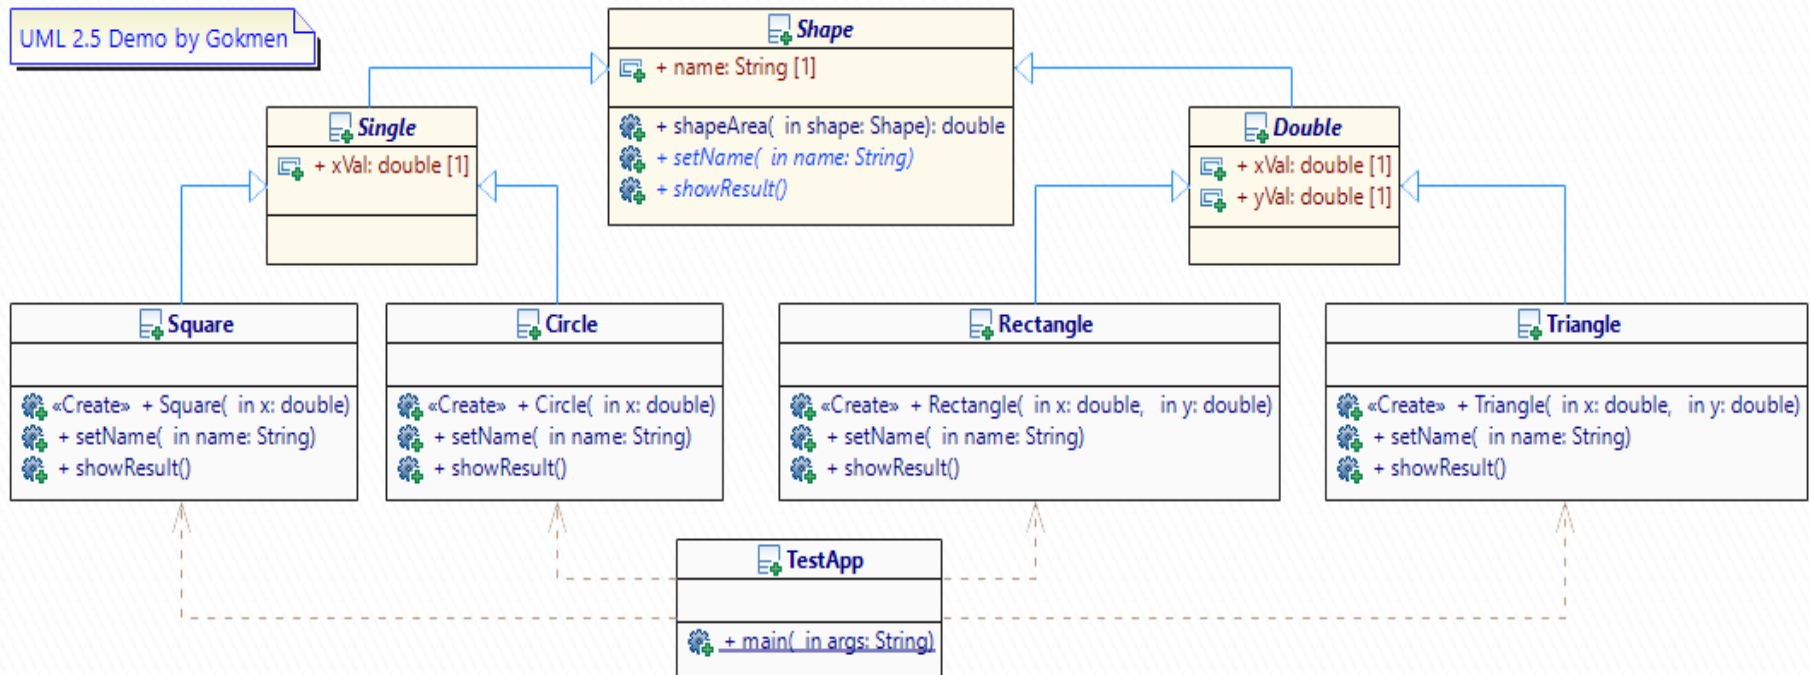 UML 2.5 Demo by Gokmen
Shape
+ name: String [1]
+ shapeArea( in shape: Shape): double
+ setName( in name: String)
+ showResult()
Single
+ xVal: double [1]
Double
+ xVal: double [1]
+ yVal: double [1]
Square
«Create» + Square( in x: double)
+ setName( in name: String)
+ showResult()
Circle
«Create» + Circle( in x: double)
+ setName( in name: String)
+ showResult()
Rectangle
«Create» + Rectangle( in x: double, in y: double)
+ setName( in name: String)
+ showResult()
Triangle
«Create» + Triangle( in x: double, in y: double)
+ setName( in name: String)
+ showResult()
TestApp
+ main( in args: String)